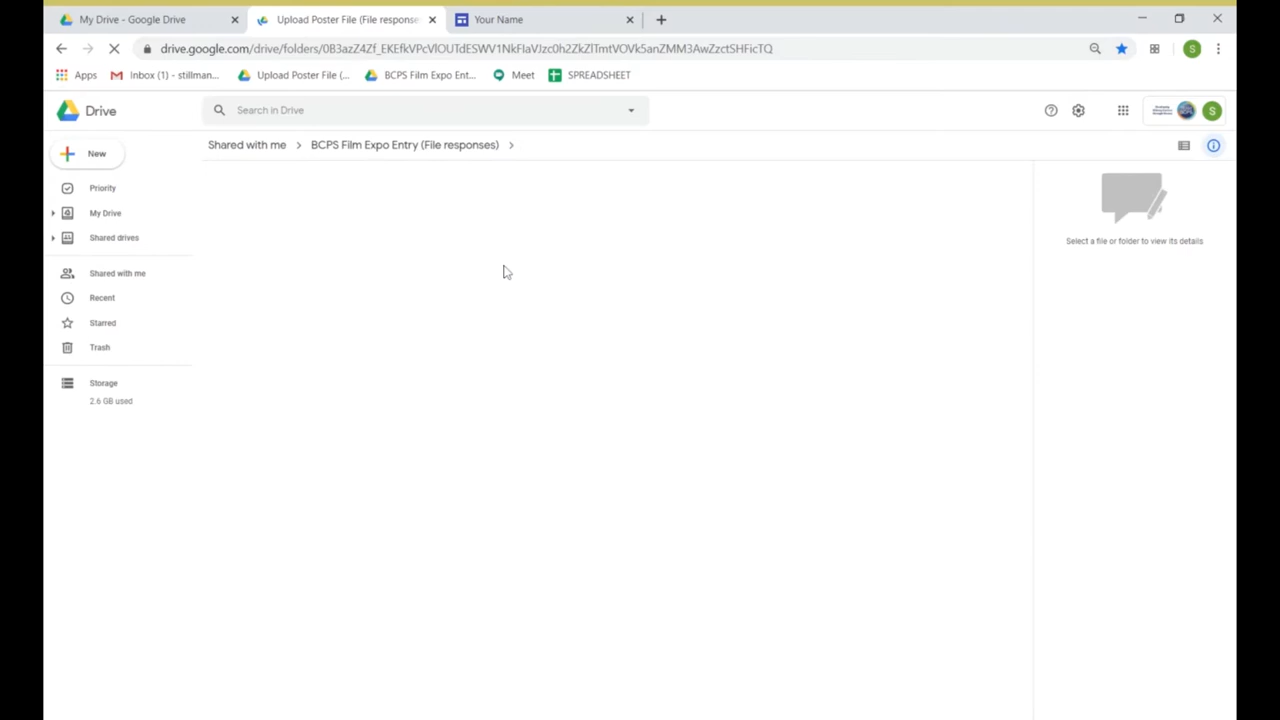 My Drive - Google Drive
Upload Poster File (File response
Your Name
drive.google.com/drive/folders/
Apps
Inbox (1) - stillman...
Upload Poster File (...
BCPS Film Expo Ent...
Meet
SPREADSHEET
S
Drive
Search in Drive
S
New
Shared with me
BCPS Film Expo Entry (File responses)
Priority
My Drive
Shared drives
Shared with me
Recent
Starred
Trash
Storage
2.6 GB used
Select a file or folder to view its details